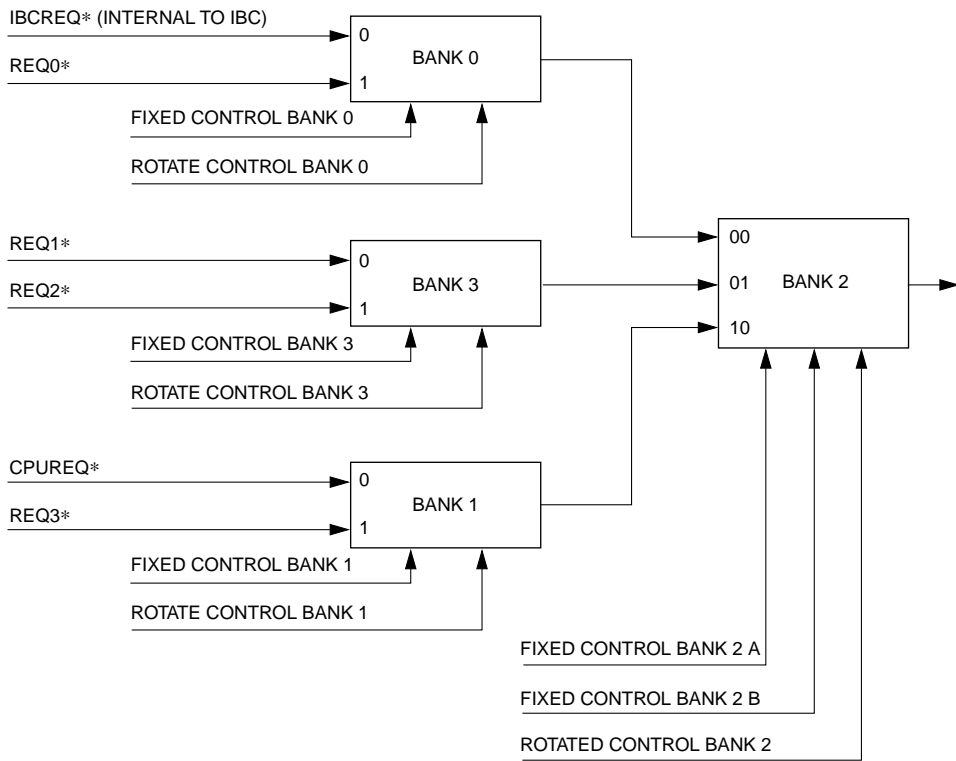 IBCREQ* (INTERNAL TO IBC)
0
BANK 0
REQ0*
1
FIXED CONTROL BANK 0
ROTATE CONTROL BANK 0
REQ1*
0
BANK 3
REQ2*
1
FIXED CONTROL BANK 3
ROTATE CONTROL BANK 3
00
01
BANK 2
10
CPUREQ*
0
BANK 1
REQ3*
1
FIXED CONTROL BANK 1
ROTATE CONTROL BANK 1
FIXED CONTROL BANK 2 A
FIXED CONTROL BANK 2 B
ROTATED CONTROL BANK 2